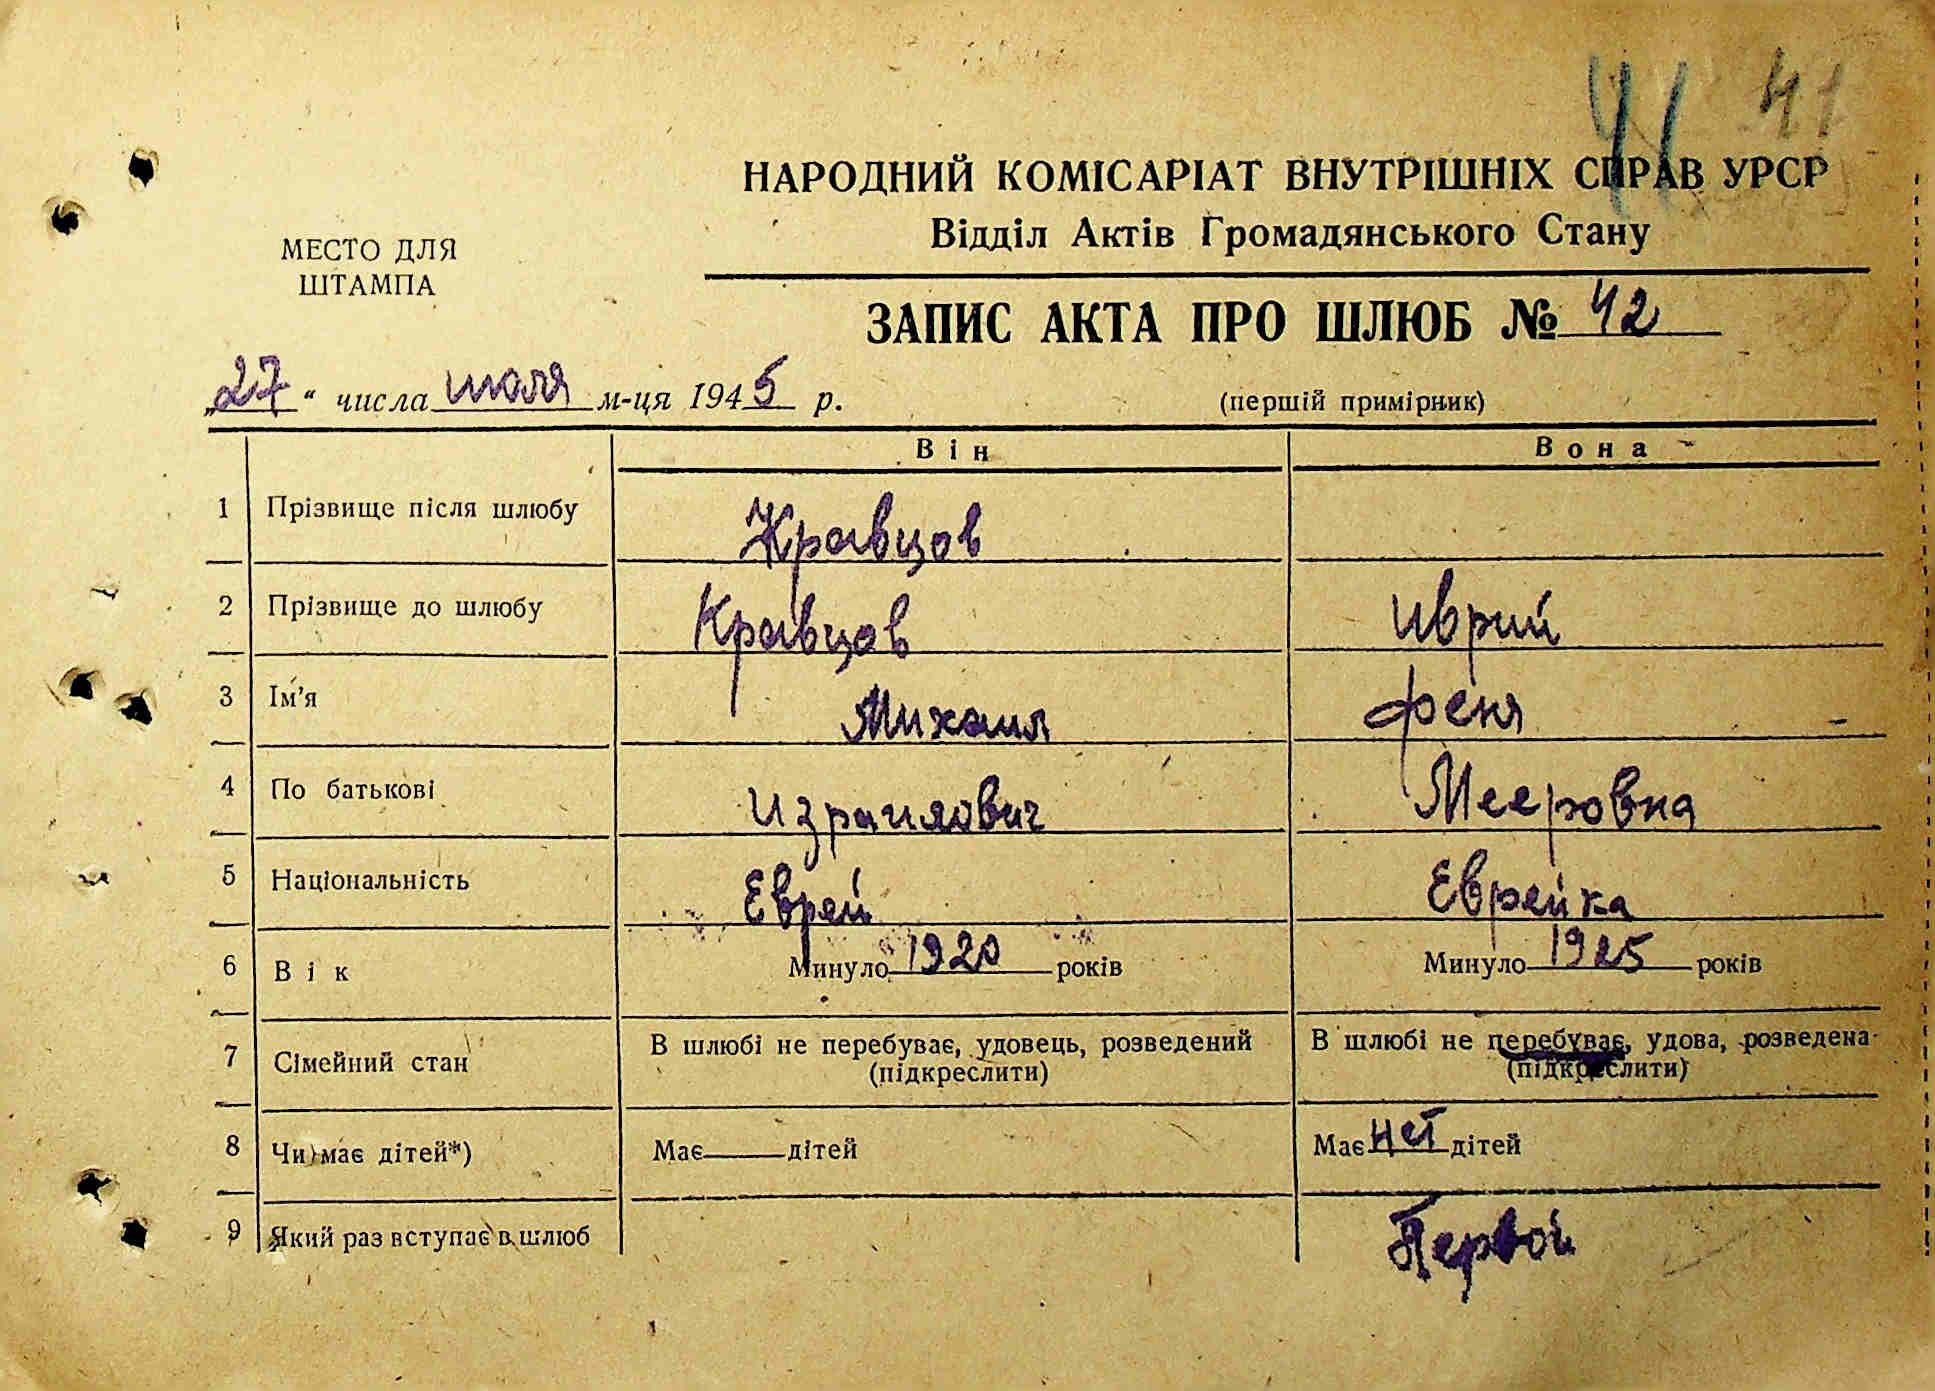 41 41
НАРОДНИЙ КОМІСАРІАТ ВНУТРІШНІХ СПРАВ УРСР
Відділ Актів Громадянського Стану
МЕСТО ДЛЯ
ШТАМПА
ЗАПИС АКТА ПРО ШЛЮБ № 42
„27“ числа июля м-ця 1945 р.
(першій примірник)
Він Вона
1 Прізвище після шлюбу Кравцов
2 Прізвище до шлюбу Кравцов Иврий
3 Ім’я Михаил Феня
4 По батькові Израилович Мееровна
5 Національність Еврей Еврейка
6 Вік Минуло 1920 років Минуло 1925 років
7 Сімейний стан В шлюбі не перебуває, удовець, розведений В шлюбі не перебуває, удова, розведена
(підкреслити) (підкреслити)
8 Чи має дітей*) Має дітей Має нет дітей
9 Який раз вступає в шлюб Первой